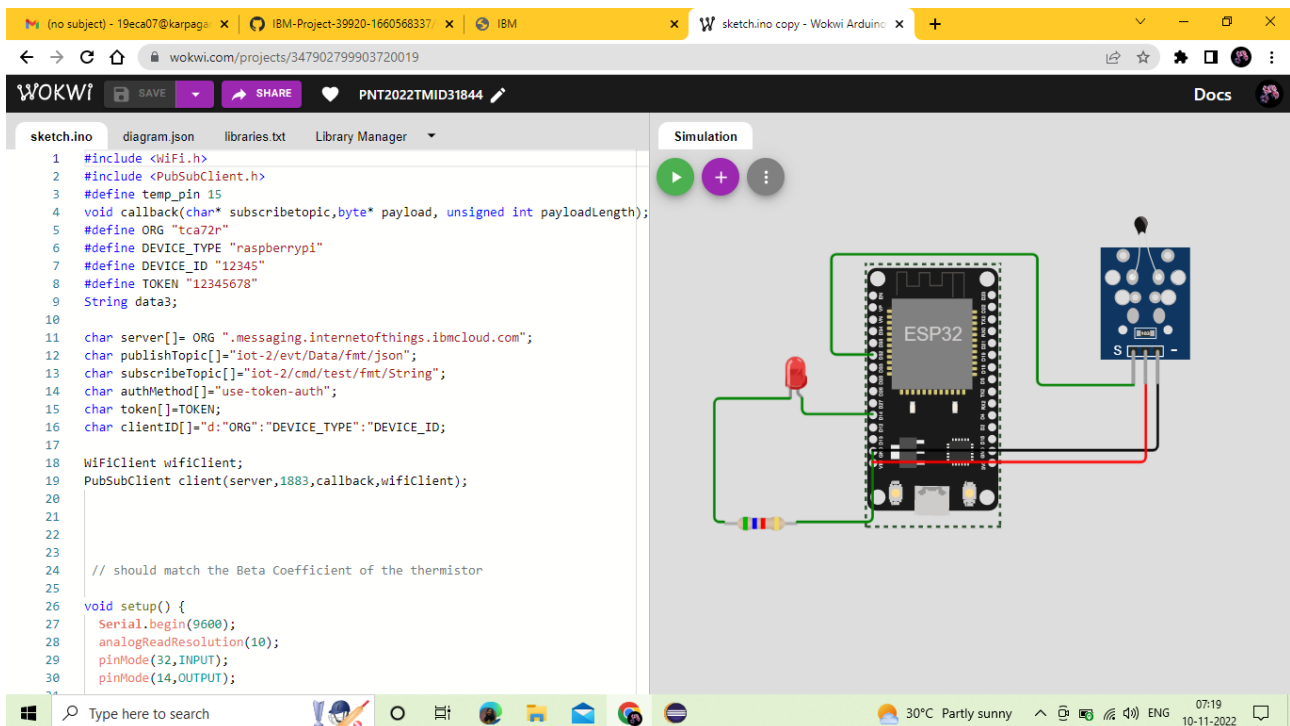 (no subject) - 19eca07@karpaga
IBM-Project-39920-1660568337/
IBM
sketch.ino copy - Wokwi Arduino
wokwi.com/projects/347902799903720019
WOKWI
SAVE
SHARE
PNT2022TMID31844
Docs
sketch.ino
diagram.json
libraries.txt
Library Manager
Simulation
1 #include <WiFi.h>
2 #include <PubSubClient.h>
3 #define temp_pin 15
4 void callback(char* subscribetopic,byte* payload, unsigned int payloadLength);
5 #define ORG "tca72r"
6 #define DEVICE_TYPE "raspberrypi"
7 #define DEVICE_ID "12345"
8 #define TOKEN "12345678"
9 String data3;
10
11 char server[]= ORG ".messaging.internetofthings.ibmcloud.com";
12 char publishTopic[]="iot-2/evt/Data/fmt/json";
13 char subscribeTopic[]="iot-2/cmd/test/fmt/String";
14 char authMethod[]="use-token-auth";
15 char token[]=TOKEN;
16 char clientID[]="d:"ORG":"DEVICE_TYPE":"DEVICE_ID;
17
18 WiFiClient wifiClient;
19 PubSubClient client(server,1883,callback,wifiClient);
20
21
22
23
24 // should match the Beta Coefficient of the thermistor
25
26 void setup() {
27 Serial.begin(9600);
28 analogReadResolution(10);
29 pinMode(32,INPUT);
30 pinMode(14,OUTPUT);
ESP32
S -
Type here to search
30°C Partly sunny
ENG
07:19
10-11-2022